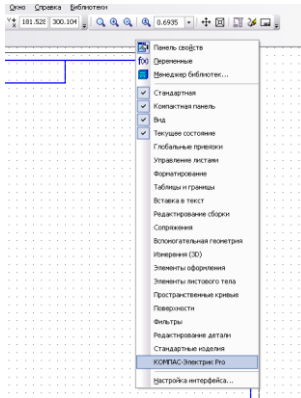 Окно Справка Библиотеки
181.528 300.104 0.6935
Панель свойств
f(x) Переменные
Менеджер библиотек...
Стандартная
Компактная панель
Вид
Текущее состояние
Глобальные привязки
Управление листами
Форматирование
Таблицы и границы
Вставка в текст
Редактирование сборки
Сопряжения
Вспомогательная геометрия
Измерения (3D)
Элементы оформления
Элементы листового тела
Пространственные кривые
Поверхности
Фильтры
Редактирование детали
Стандартные изделия
КОМПАС-Электрик Pro
Настройка интерфейса...